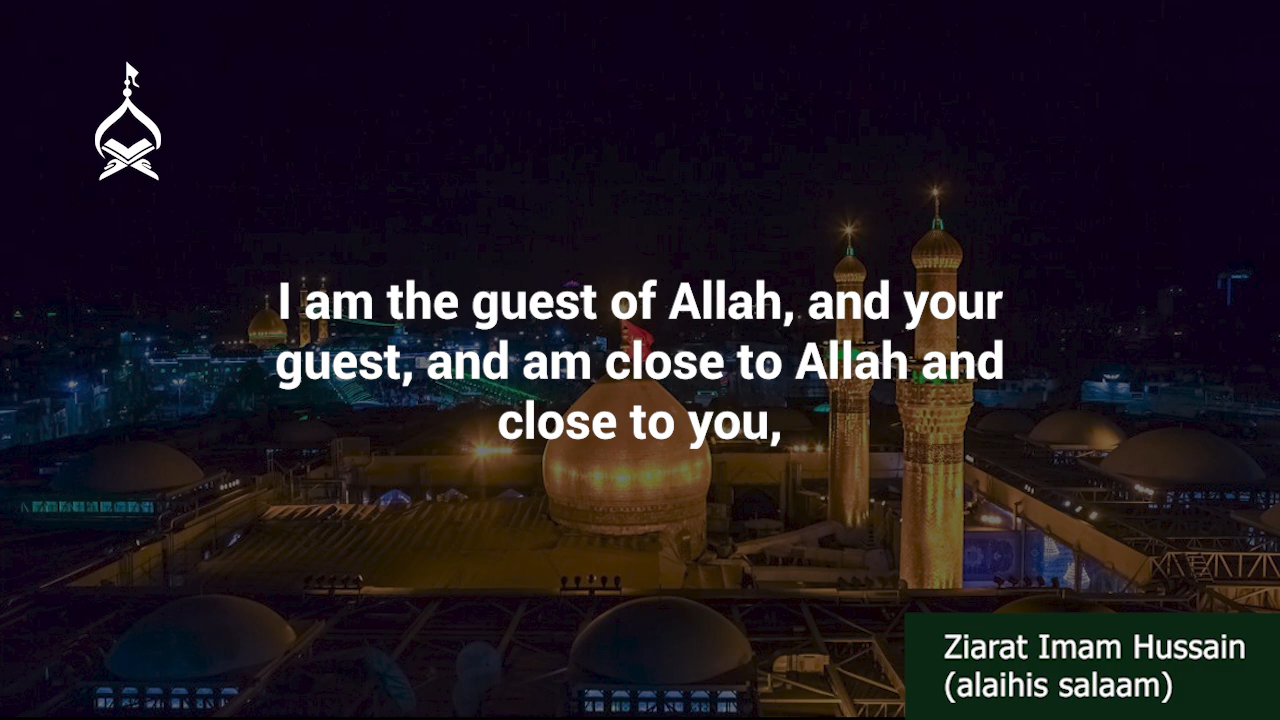 I am the guest of Allah, and your
guest, and am close to Allah and
close to you,
Ziarat Imam Hussain
(alaihis salaam)